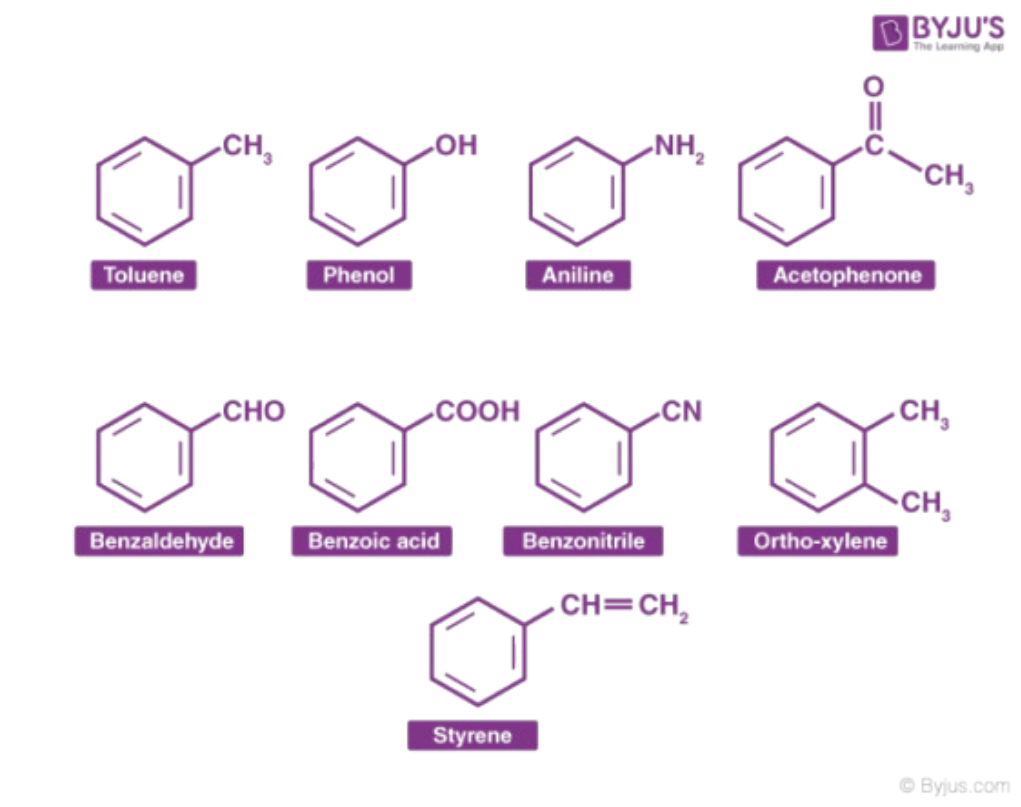 BYJU'S
The Learning App
O
CH₃
OH
NH₂
C
CH₃
Toluene
Phenol
Aniline
Acetophenone
CHO
COOH
CN
CH₃
CH₃
Benzaldehyde
Benzoic acid
Benzonitrile
Ortho-xylene
CH=CH₂
Styrene
© Byjus.com